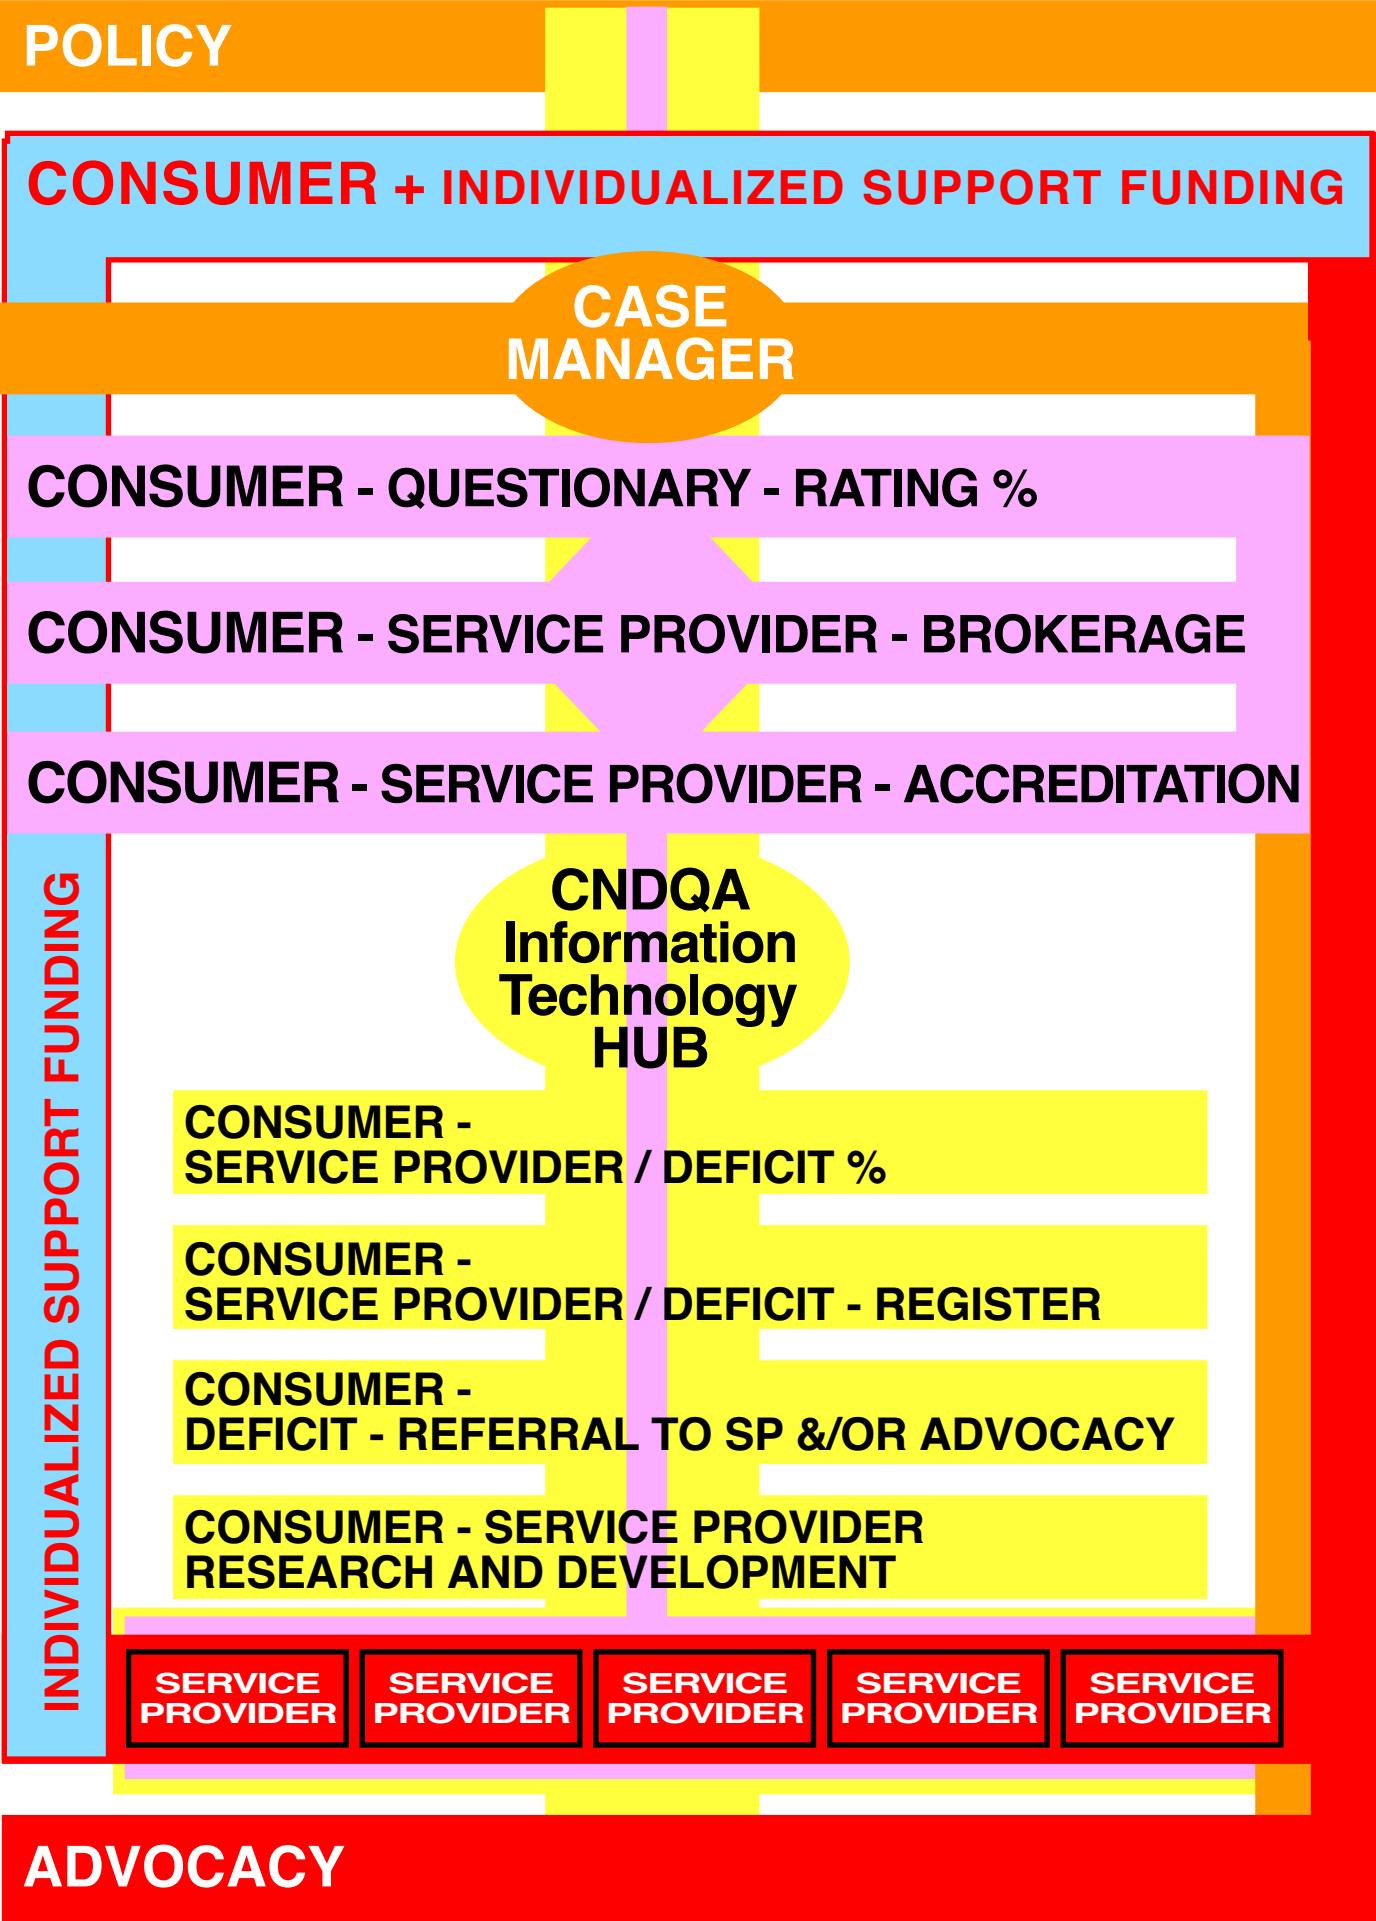 POLICY
CONSUMER + INDIVIDUALIZED SUPPORT FUNDING
CASE
MANAGER
CONSUMER - QUESTIONARY - RATING %
CONSUMER - SERVICE PROVIDER - BROKERAGE
CONSUMER - SERVICE PROVIDER - ACCREDITATION
INDIVIDUALIZED SUPPORT FUNDING
CNDQA
Information
Technology
HUB
CONSUMER -
SERVICE PROVIDER / DEFICIT %
CONSUMER -
SERVICE PROVIDER / DEFICIT - REGISTER
CONSUMER -
DEFICIT - REFERRAL TO SP &/OR ADVOCACY
CONSUMER - SERVICE PROVIDER
RESEARCH AND DEVELOPMENT
SERVICE
PROVIDER
SERVICE
PROVIDER
SERVICE
PROVIDER
SERVICE
PROVIDER
SERVICE
PROVIDER
ADVOCACY